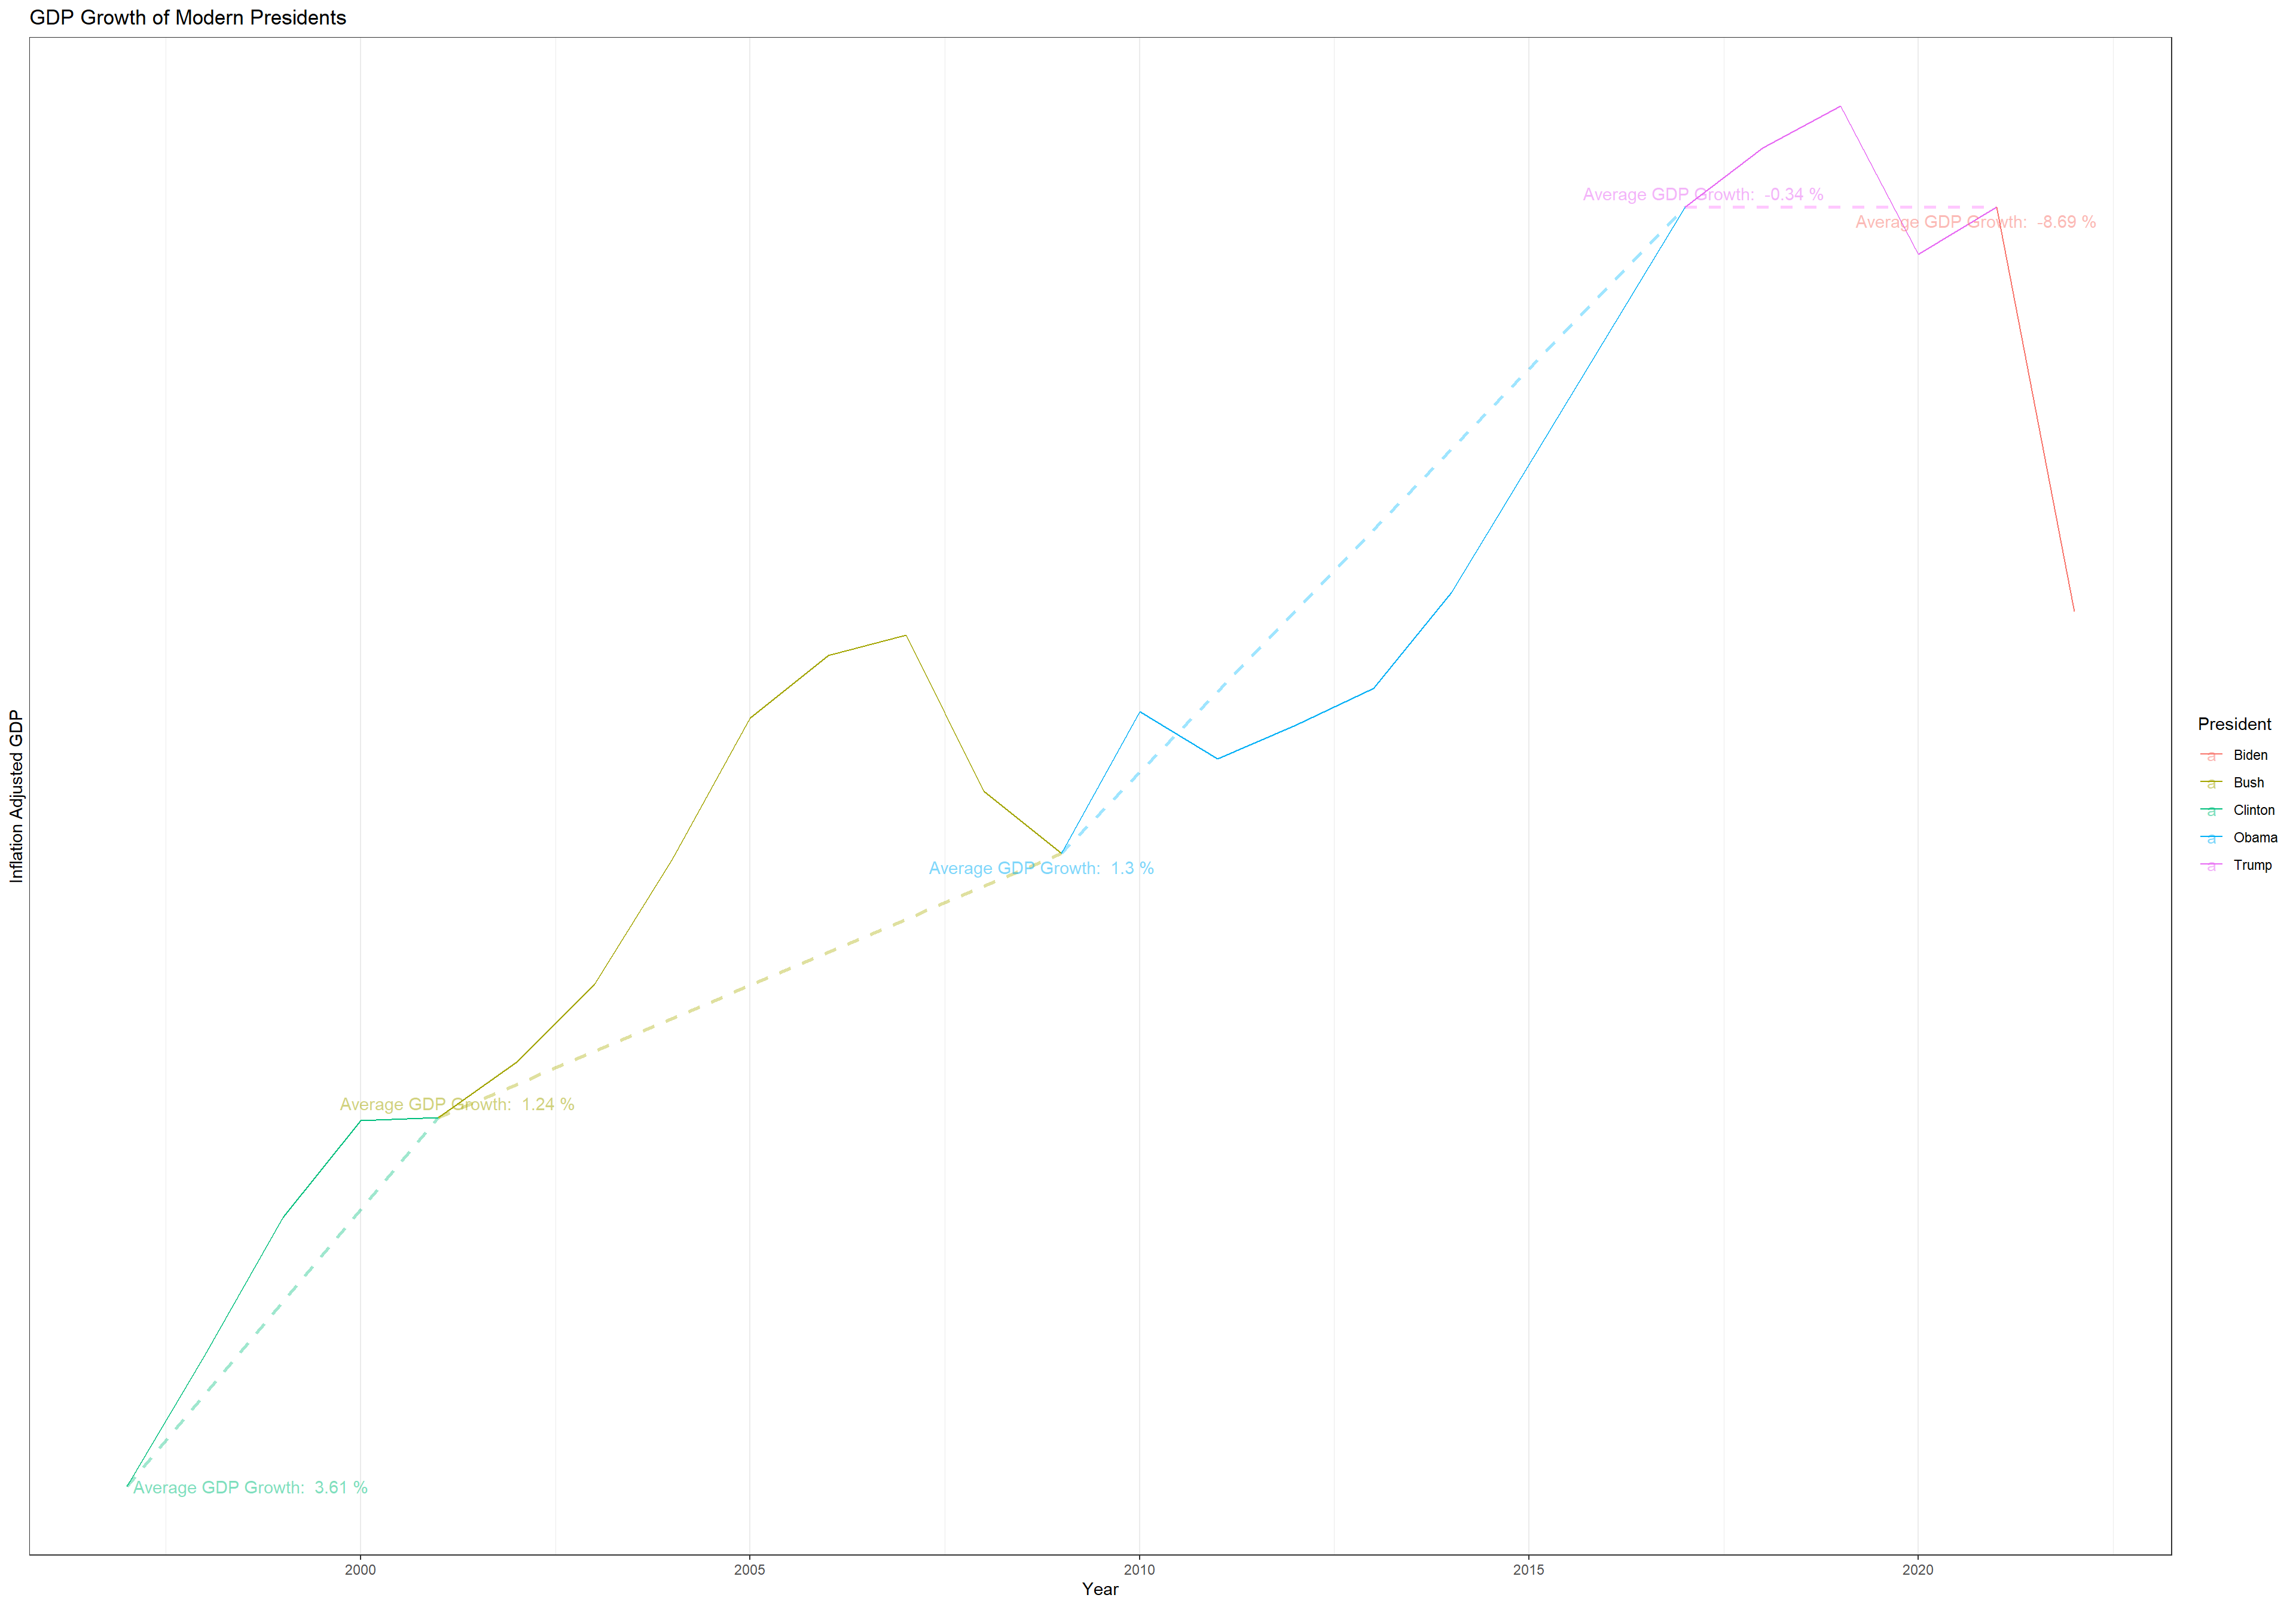 GDP Growth of Modern Presidents
Average GDP Growth:  -0.34 %
Average GDP Growth:  -8.69 %
Inflation Adjusted GDP
Average GDP Growth:  1.3 %
Average GDP Growth:  1.24 %
Average GDP Growth:  3.61 %
2000
2005
2010
2015
2020
Year
President
a Biden
a Bush
a Clinton
a Obama
a Trump